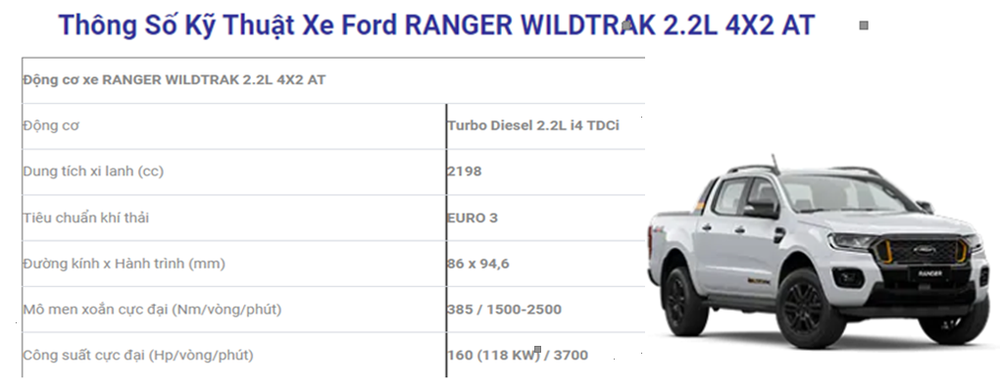 Thông Số Kỹ Thuật Xe Ford RANGER WILDTRAK 2.2L 4X2 AT
Động cơ xe RANGER WILDTRAK 2.2L 4X2 AT
Động cơ Turbo Diesel 2.2L i4 TDCi
Dung tích xi lanh (cc) 2198
Tiêu chuẩn khí thải EURO 3
Đường kính x Hành trình (mm) 86 x 94,6
Mô men xoắn cực đại (Nm/vòng/phút) 385 / 1500-2500
Công suất cực đại (Hp/vòng/phút) 160 (118 KW) / 3700
RANGER